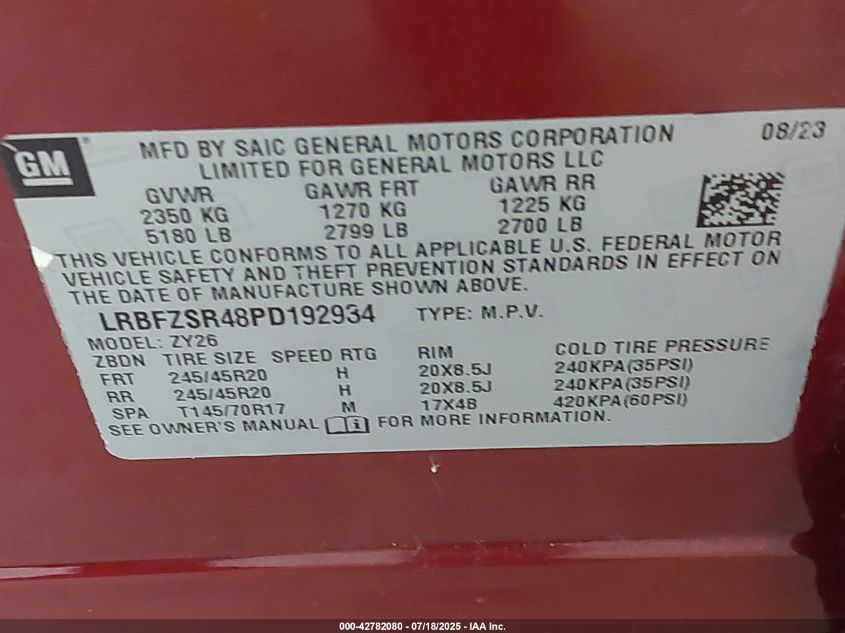 GM ®
MFD BY SAIC GENERAL MOTORS CORPORATION 08/23
LIMITED FOR GENERAL MOTORS LLC
GVWR GAWR FRT GAWR RR
2350 KG 1270 KG 1225 KG
5180 LB 2799 LB 2700 LB
THIS VEHICLE CONFORMS TO ALL APPLICABLE U.S. FEDERAL MOTOR
VEHICLE SAFETY AND THEFT PREVENTION STANDARDS IN EFFECT ON
THE DATE OF MANUFACTURE SHOWN ABOVE.
LRBFZSR48PD192934 TYPE: M.P.V.
MODEL: ZY26
ZBDN TIRE SIZE SPEED RTG RIM COLD TIRE PRESSURE
FRT 245/45R20 H 20X8.5J 240KPA(35PSI)
RR 245/45R20 H 20X8.5J 240KPA(35PSI)
SPA T145/70R17 M 17X4B 420KPA(60PSI)
SEE OWNER'S MANUAL FOR MORE INFORMATION.
000-42782080 - 07/18/2025 - IAA Inc.